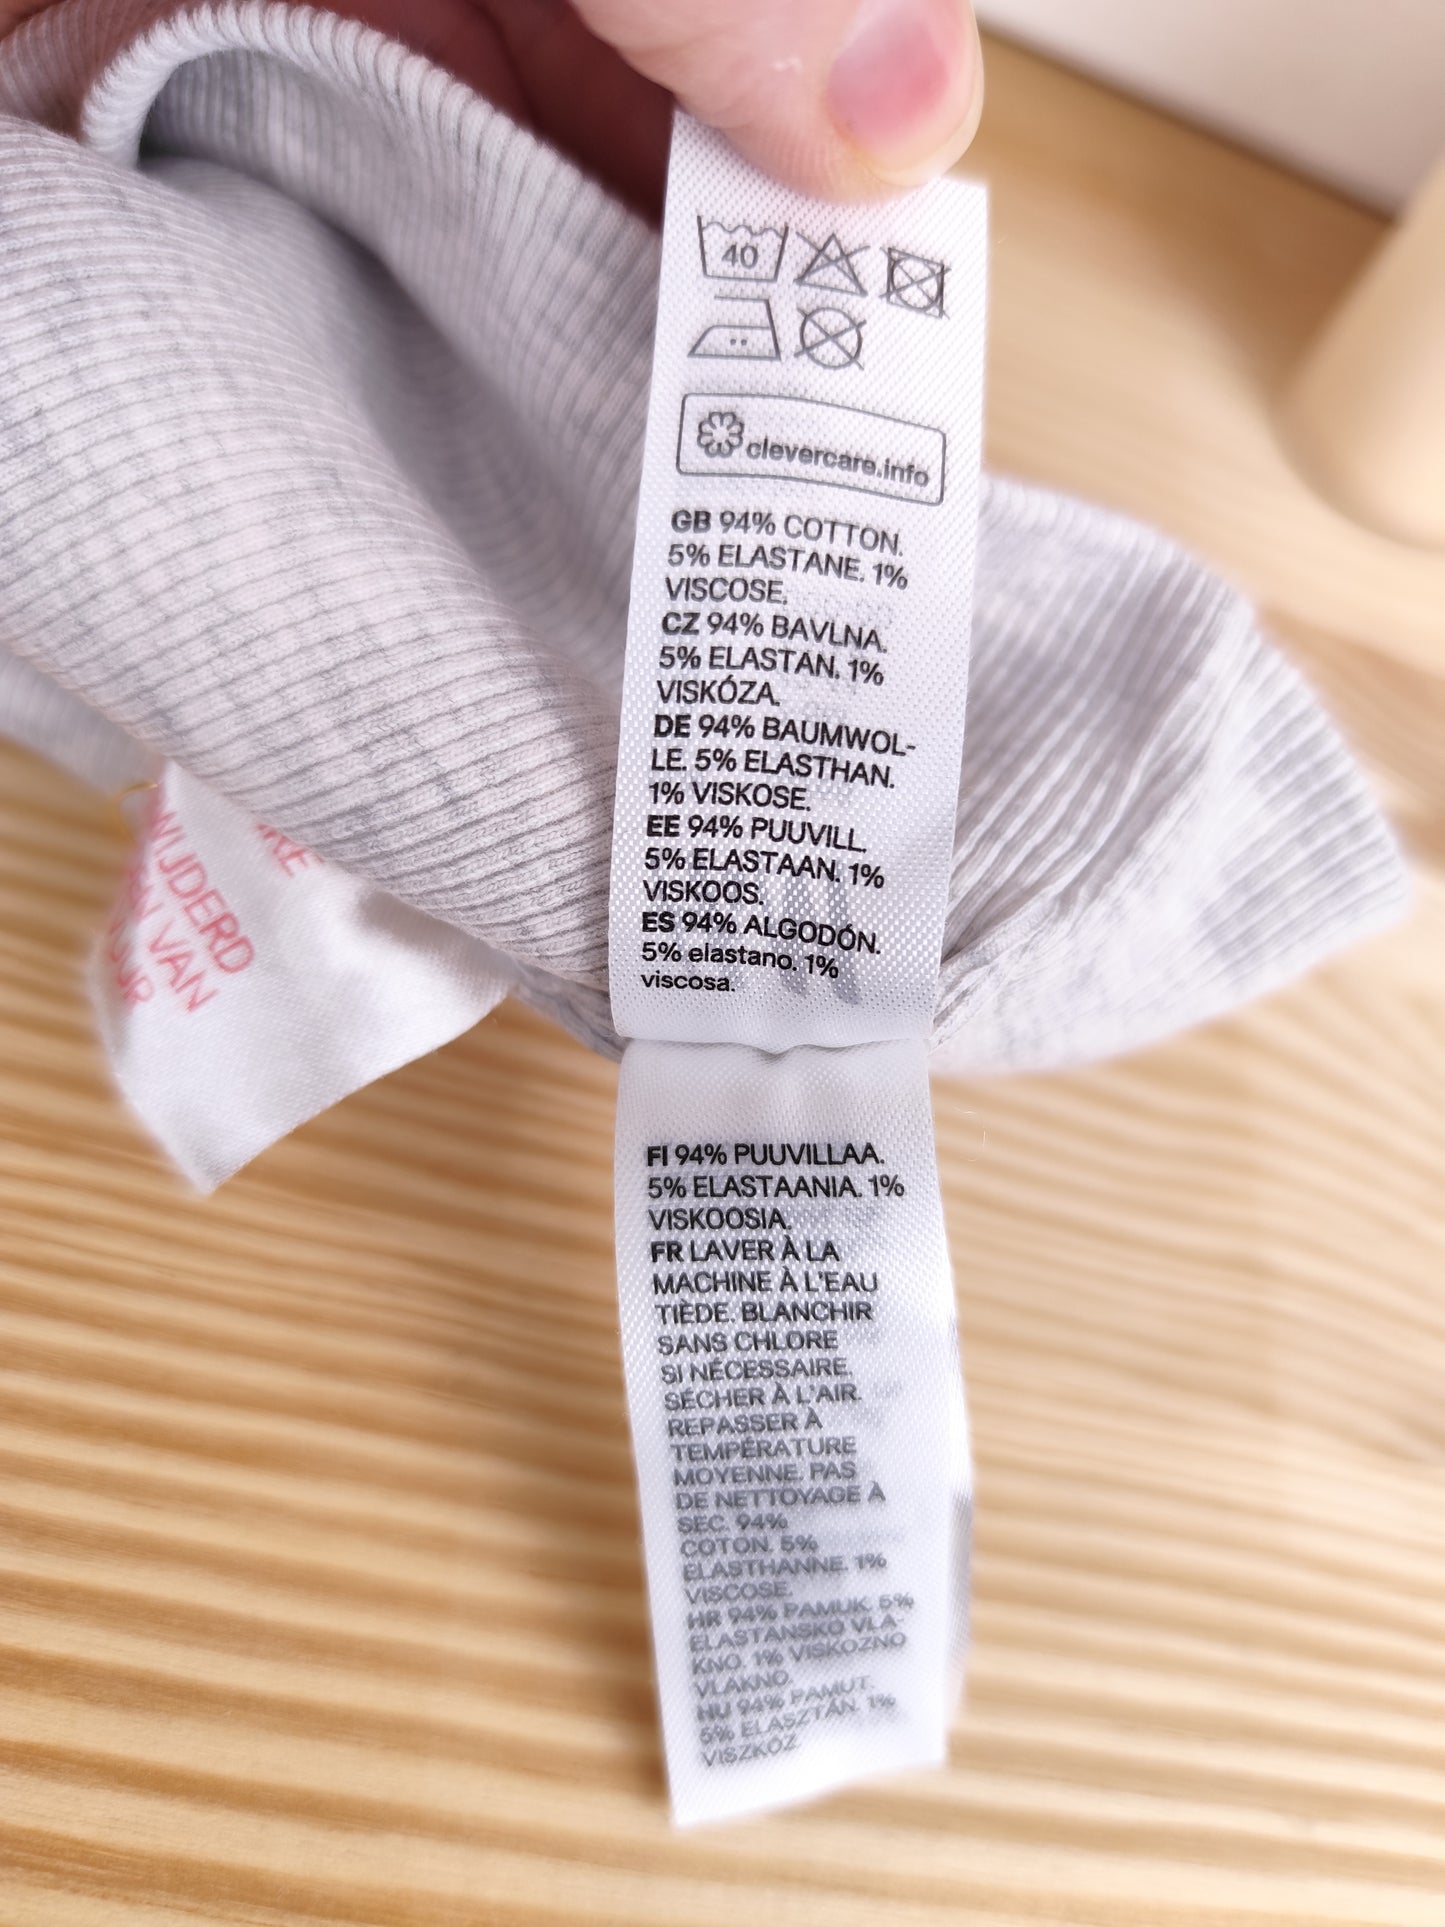 40
clevercare.info
GB 94% COTTON.
5% ELASTANE. 1%
VISCOSE.
CZ 94% BAVLNA.
5% ELASTAN. 1%
VISKÓZA.
DE 94% BAUMWOL-
LE. 5% ELASTHAN.
1% VISKOSE.
EE 94% PUUVILL.
5% ELASTAAN. 1%
VISKOOS.
ES 94% ALGODÓN.
5% elastano. 1%
viscosa.
FI 94% PUUVILLAA.
5% ELASTAANIA. 1%
VISKOOSIA.
FR LAVER À LA
MACHINE À L'EAU
TIÈDE. BLANCHIR
SANS CHLORE
SI NÉCESSAIRE.
SÉCHER À L'AIR.
REPASSER À
TEMPÉRATURE
MOYENNE. PAS
DE NETTOYAGE À
SEC. 94%
COTON. 5%
ELASTHANNE. 1%
VISCOSE.
HR 94% PAMUK. 5%
ELASTANSKO VLA-
KNO. 1% VISKOZNO
VLAKNO.
HU 94% PAMUT.
5% ELASZTÁN. 1%
VISZKÓZ.
VAN